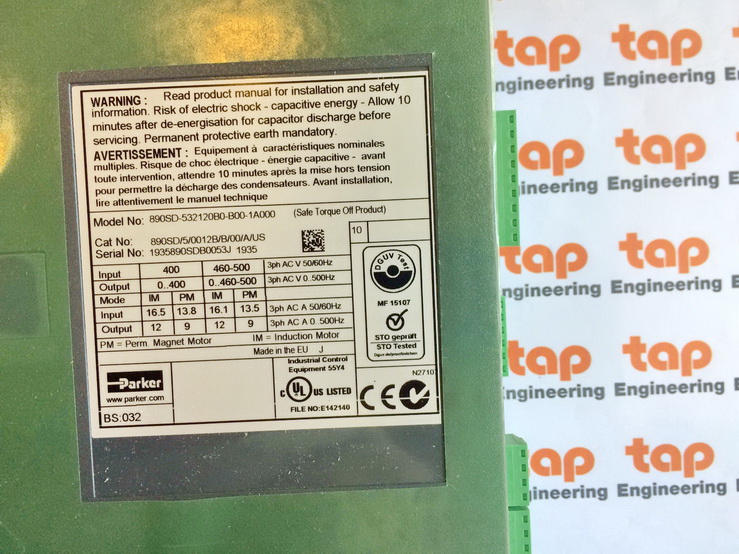 WARNING : Read product manual for installation and safety
information. Risk of electric shock - capacitive energy - Allow 10
minutes after de-energisation for capacitor discharge before
servicing. Permanent protective earth mandatory.
AVERTISSEMENT : Equipement à caractéristiques nominales
multiples. Risque de choc électrique - énergie capacitive - avant
toute intervention, attendre 10 minutes après la mise hors tension
pour permettre la décharge des condensateurs. Avant installation,
lire attentivement le manuel technique
Model No: 890SD-532120B0-B00-1A000 (Safe Torque Off Product)
Cat No: 890SD/5/0012B/B/00/A/US
Serial No: 1935890SDB0053J 1935
10
Input 400 460-500 3ph AC V 50/60Hz
Output 0..400 0..460-500 3ph AC V 0..500Hz
Mode IM PM IM PM
Input 16.5 13.8 16.1 13.5 3ph AC A 50/60Hz
Output 12 9 12 9 3ph AC A 0..500Hz
PM = Perm. Magnet Motor IM = Induction Motor
Made in the EU J
DGUV Test
MF 15107
STO geprüft
STO Tested
Parker
www.parker.com
BS:032
Industrial Control
Equipment 55Y4
C UL US LISTED
FILE NO:E142140
N2710
CE
tap tap
ngineering Engineering
ap tap
ineering Engineering
tap tap
ngineering Engineering
tap tap
ngineering Engineering
ap tap
ineering Engineering